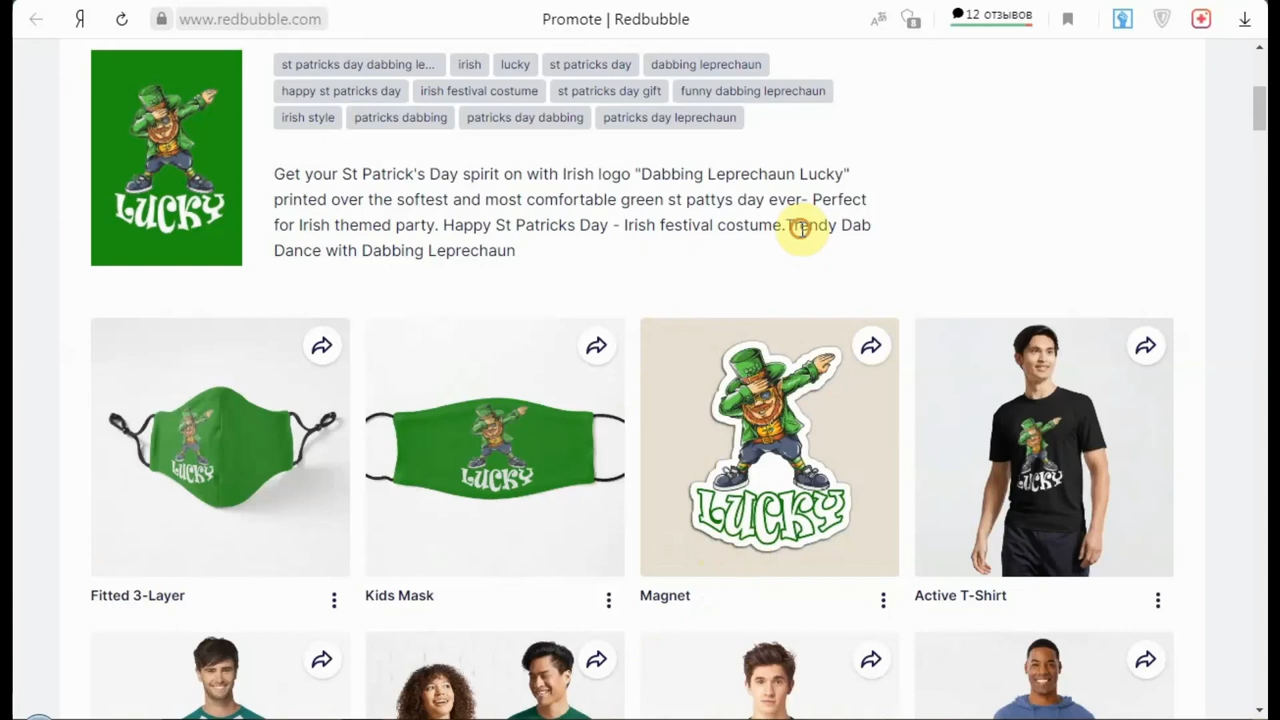 Я
www.redbubble.com
Promote | Redbubble
8
12 отзывов
st patricks day dabbing le...
irish
lucky
st patricks day
dabbing leprechaun
happy st patricks day
irish festival costume
st patricks day gift
funny dabbing leprechaun
irish style
patricks dabbing
patricks day dabbing
patricks day leprechaun
LUCKY
Get your St Patrick's Day spirit on with Irish logo "Dabbing Leprechaun Lucky"
printed over the softest and most comfortable green st pattys day ever- Perfect
for Irish themed party. Happy St Patricks Day - Irish festival costume.Trendy Dab
Dance with Dabbing Leprechaun
LUCKY
LUCKY
LUCKY
LUCKY
Fitted 3-Layer
Kids Mask
Magnet
Active T-Shirt